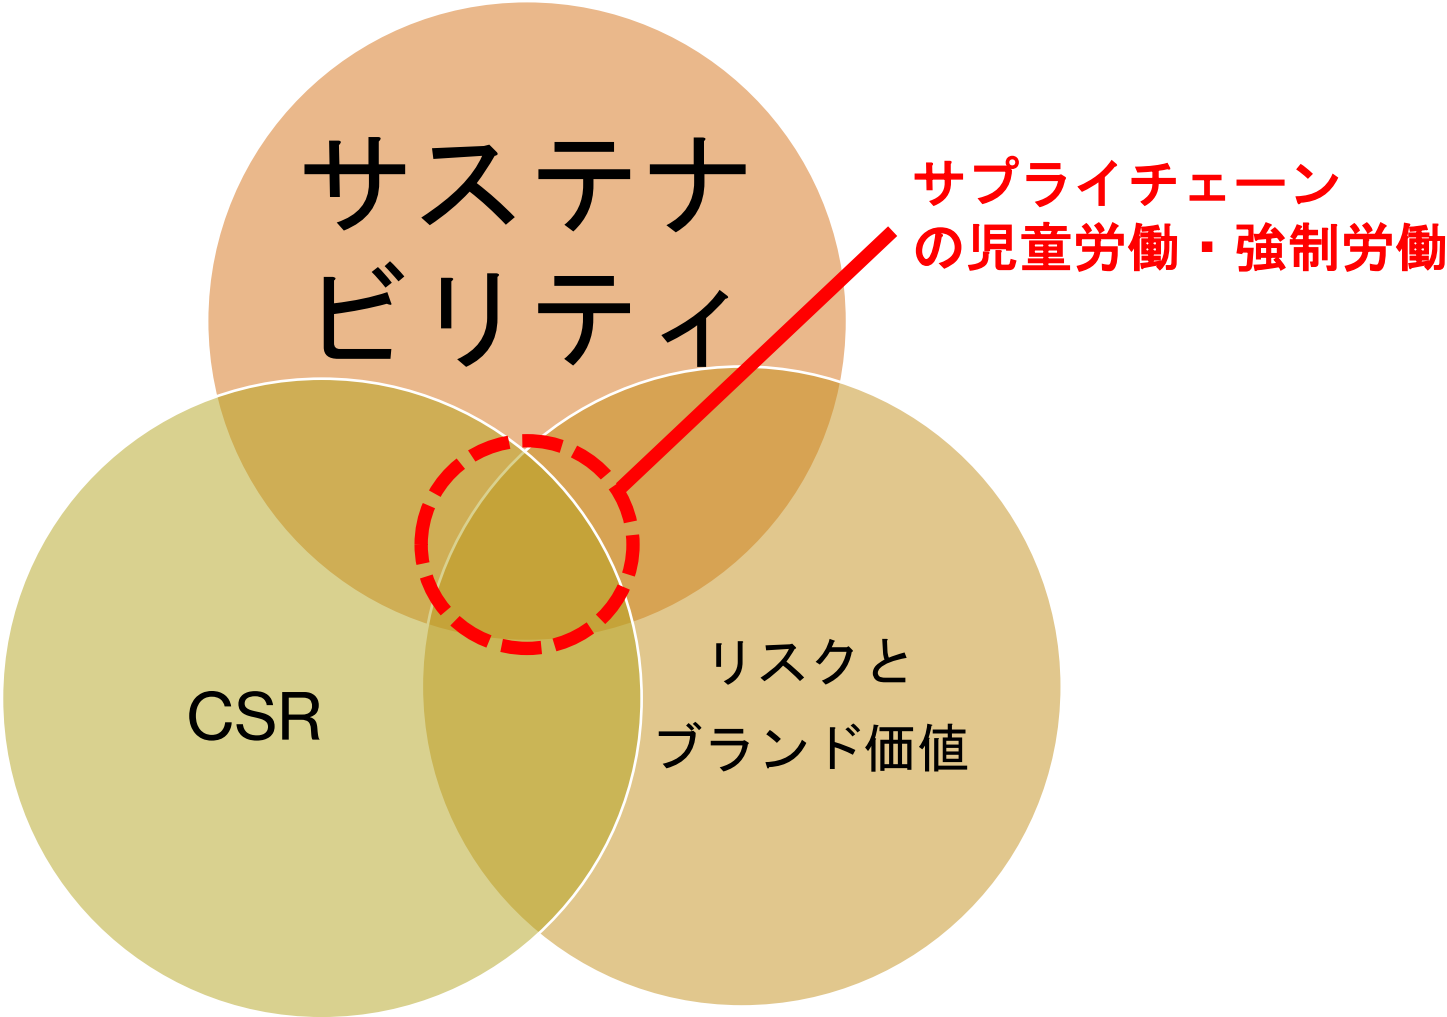 サステナ
ビリティ
サプライチェーン
の児童労働・強制労働
CSR
リスクと
ブランド価値